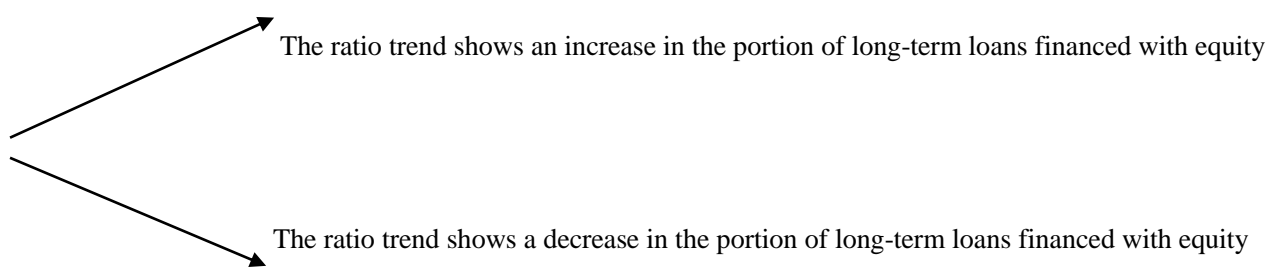 The ratio trend shows an increase in the portion of long-term loans financed with equity
The ratio trend shows a decrease in the portion of long-term loans financed with equity